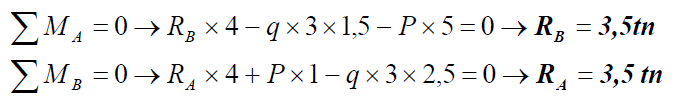 ∑ M_A = 0 → R_B × 4 − q × 3 × 1,5 − P × 5 = 0 → R_B = 3,5tn
∑ M_B = 0 → R_A × 4 + P × 1 − q × 3 × 2,5 = 0 → R_A = 3,5 tn